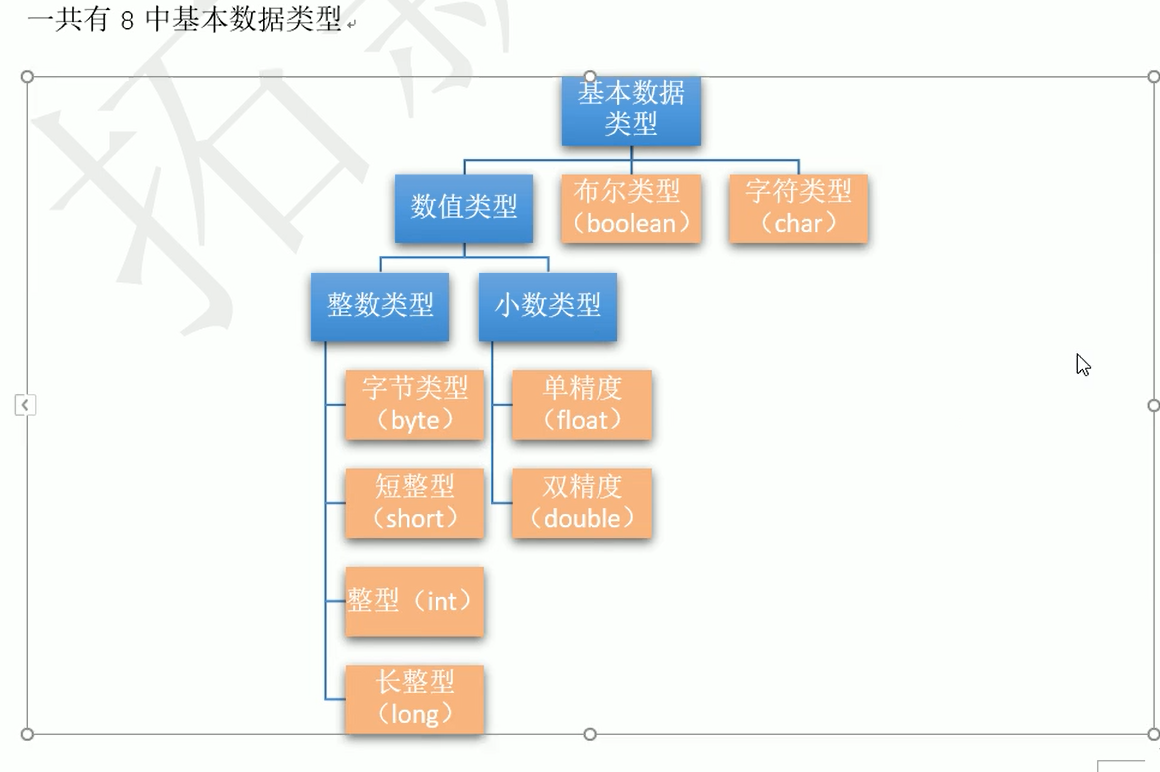 一共有 8 中基本数据类型
基本数据
类型
数值类型
布尔类型
（boolean）
字符类型
（char）
整数类型
小数类型
字节类型
（byte）
单精度
（float）
短整型
（short）
双精度
（double）
整型（int）
长整型
（long）
拓